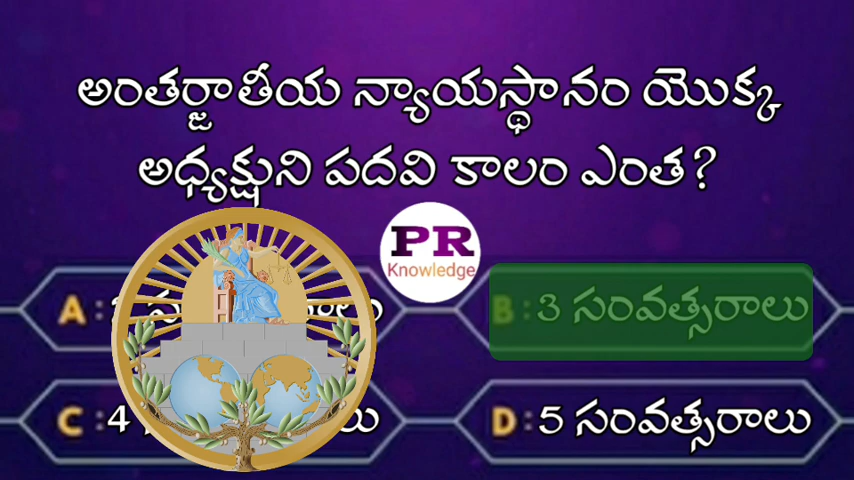 అంతర్జాతీయ న్యాయస్థానం యొక్క
అధ్యక్షుని పదవి కాలం ఎంత?
PR
Knowledge
A :
B : 3 సంవత్సరాలు
C : 4
D : 5 సంవత్సరాలు